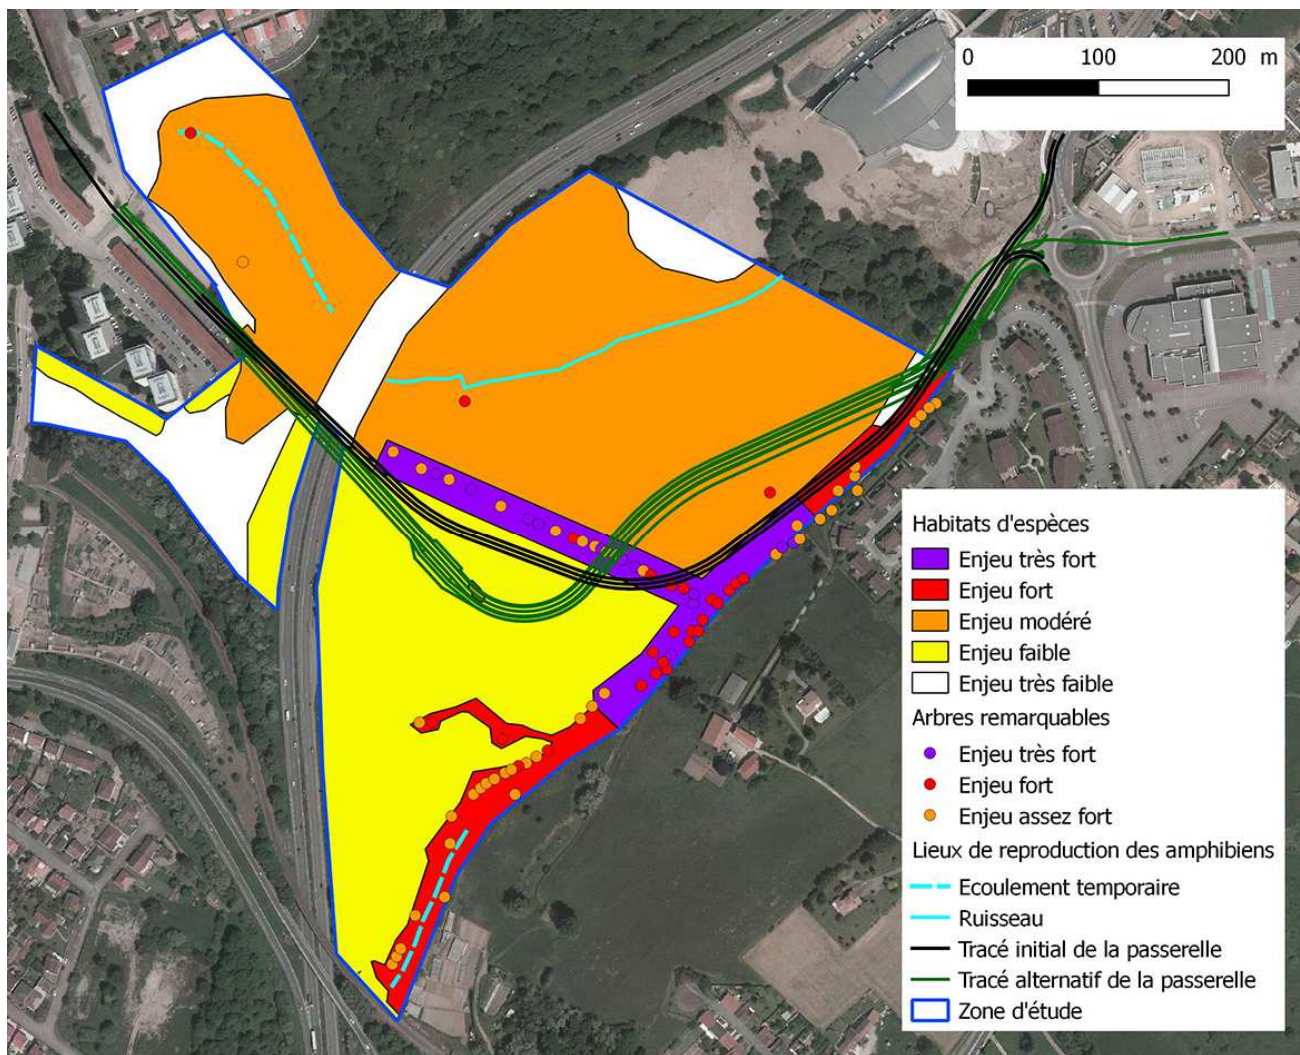 0 100 200 m
Habitats d'espèces
Enjeu très fort
Enjeu fort
Enjeu modéré
Enjeu faible
Enjeu très faible
Arbres remarquables
Enjeu très fort
Enjeu fort
Enjeu assez fort
Lieux de reproduction des amphibiens
Ecoulement temporaire
Ruisseau
Tracé initial de la passerelle
Tracé alternatif de la passerelle
Zone d'étude